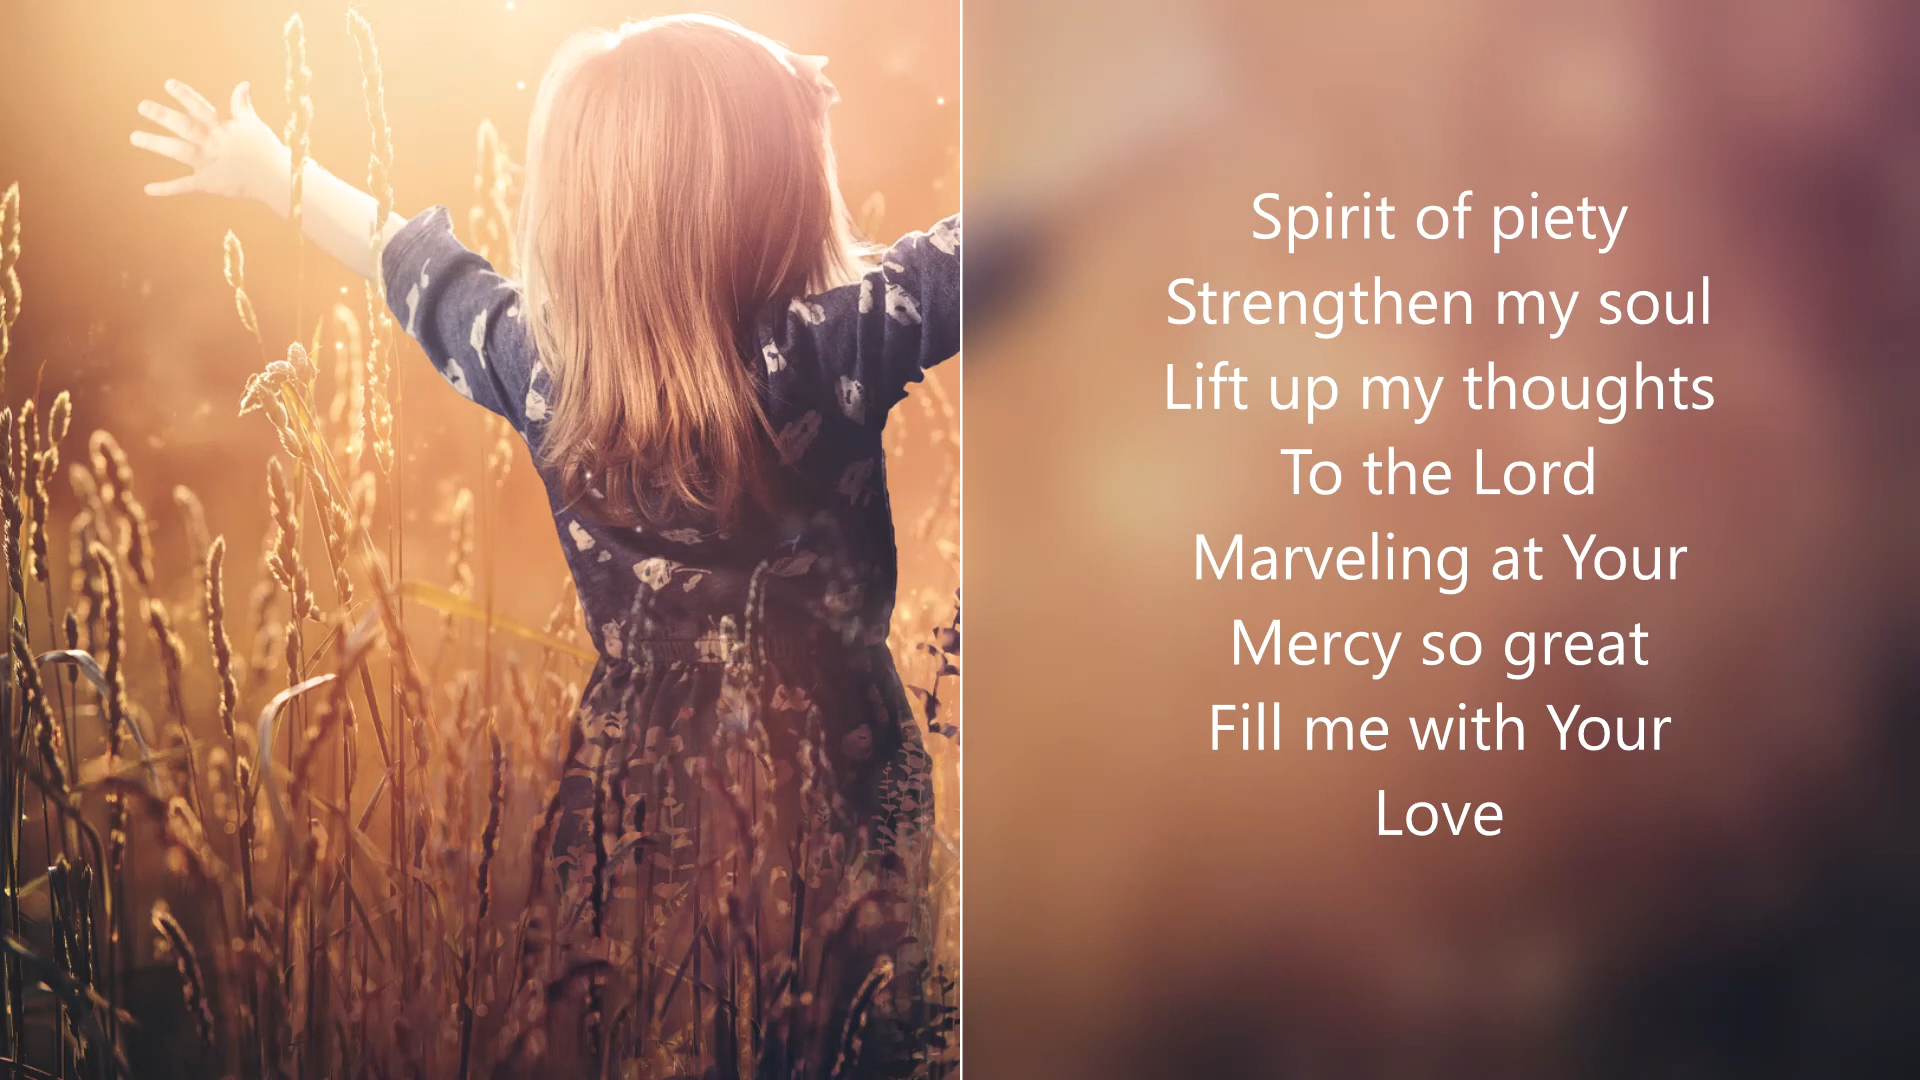 Spirit of piety
Strengthen my soul
Lift up my thoughts
To the Lord
Marveling at Your
Mercy so great
Fill me with Your
Love